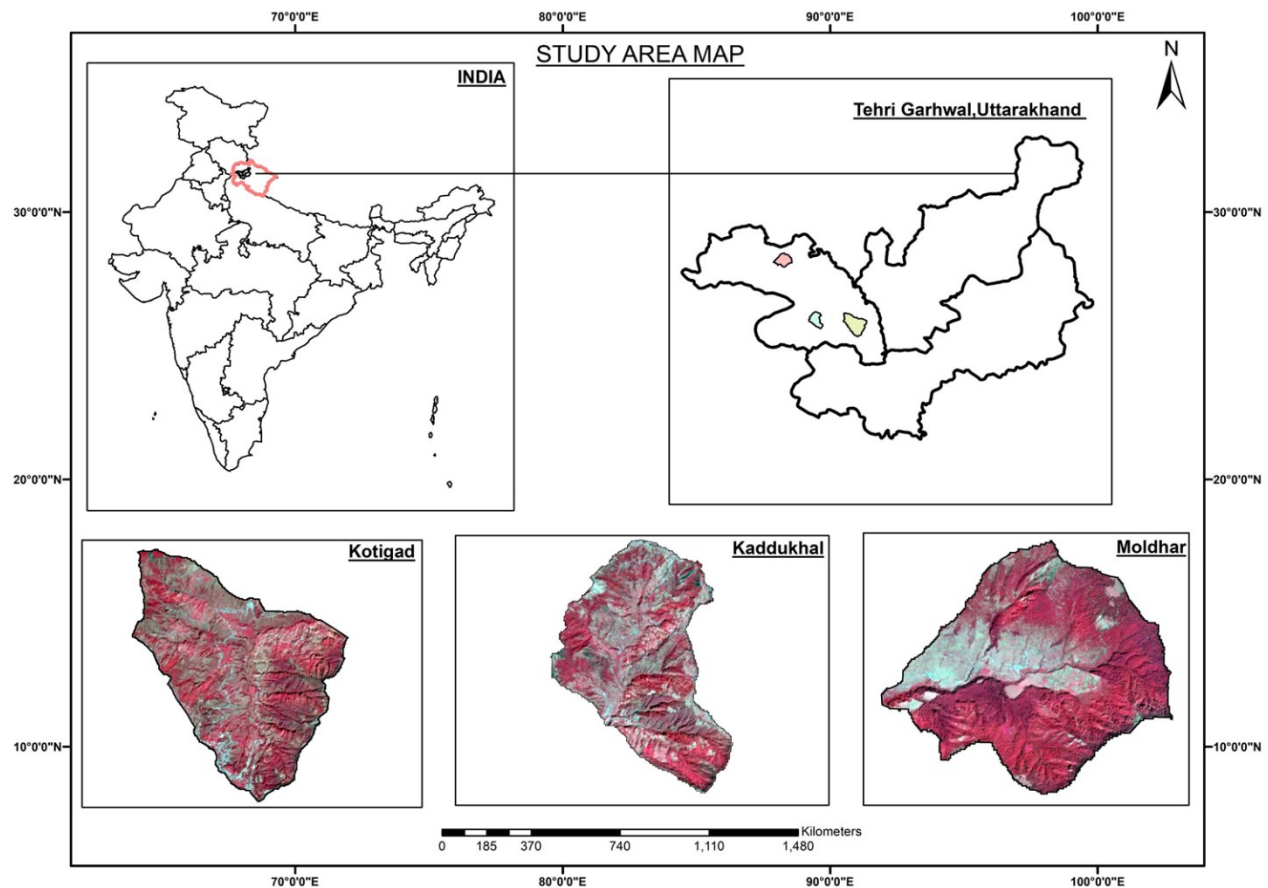 70°0'0"E 80°0'0"E 90°0'0"E 100°0'0"E
STUDY AREA MAP
N
INDIA
Tehri Garhwal,Uttarakhand
30°0'0"N 30°0'0"N
20°0'0"N 20°0'0"N
Kotigad
Kaddukhal
Moldhar
10°0'0"N 10°0'0"N
Kilometers
0 185 370 740 1,110 1,480
70°0'0"E 80°0'0"E 90°0'0"E 100°0'0"E